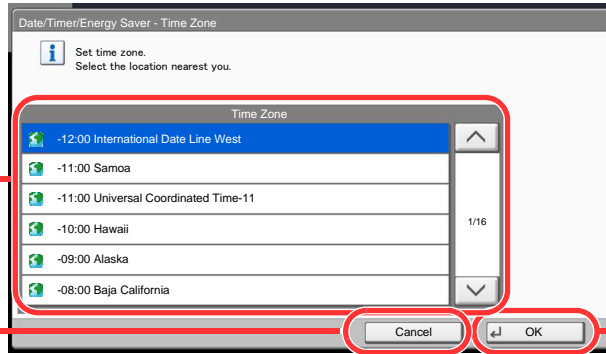 Date/Timer/Energy Saver - Time Zone
Set time zone.
Select the location nearest you.
Time Zone
-12:00 International Date Line West
-11:00 Samoa
-11:00 Universal Coordinated Time-11
1/16
-10:00 Hawaii
-09:00 Alaska
-08:00 Baja California
Cancel
OK